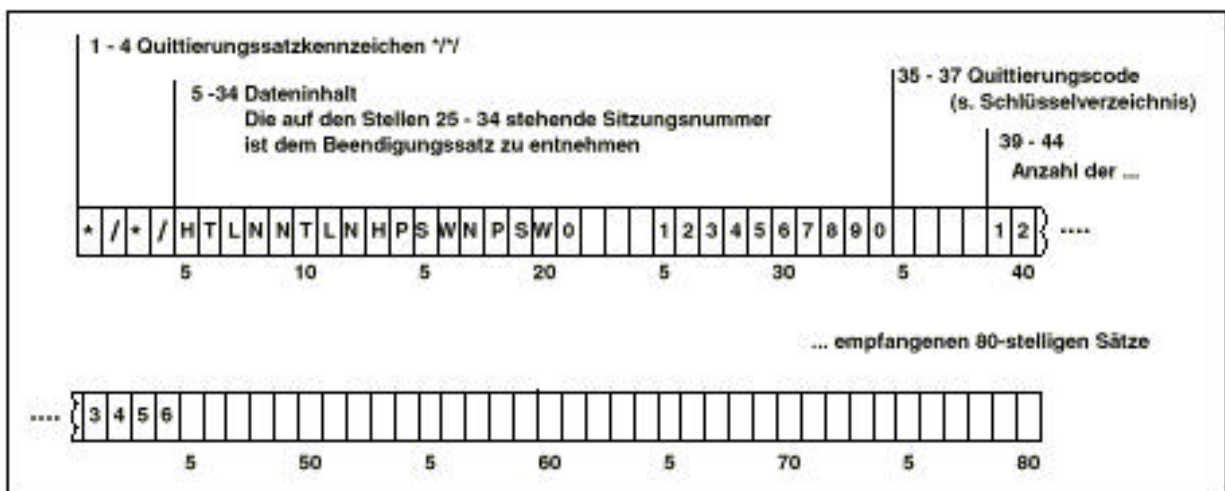 1 - 4 Quittierungssatzkennzeichen */*/
5 -34 Dateninhalt
Die auf den Stellen 25 - 34 stehende Sitzungsnummer
ist dem Beendigungssatz zu entnehmen
35 - 37 Quittierungscode
(s. Schlüsselverzeichnis)
39 - 44
Anzahl der ...
* / * / H T L N N T L N H P S W N P S W 0 1 2 3 4 5 6 7 8 9 0 1 2 ....
5 10 5 20 5 30 5 40
... empfangenen 80-stelligen Sätze
.... 3 4 5 6
5 50 5 60 5 70 5 80